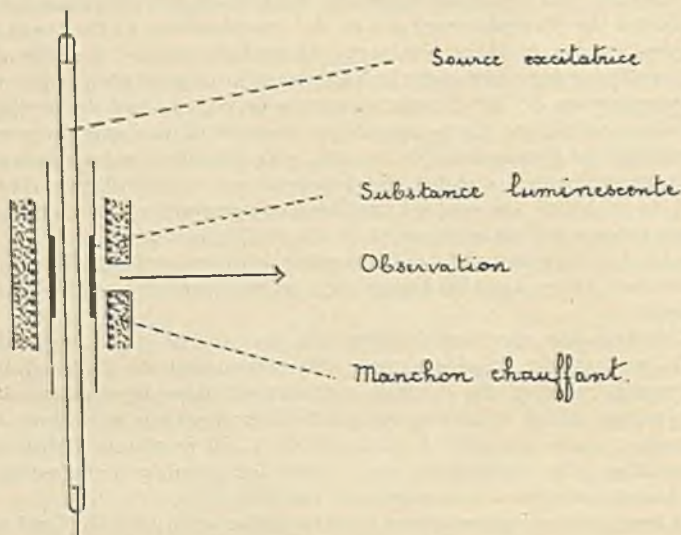 Source excitatrice
Substance luminescente
Observation
Manchon chauffant.